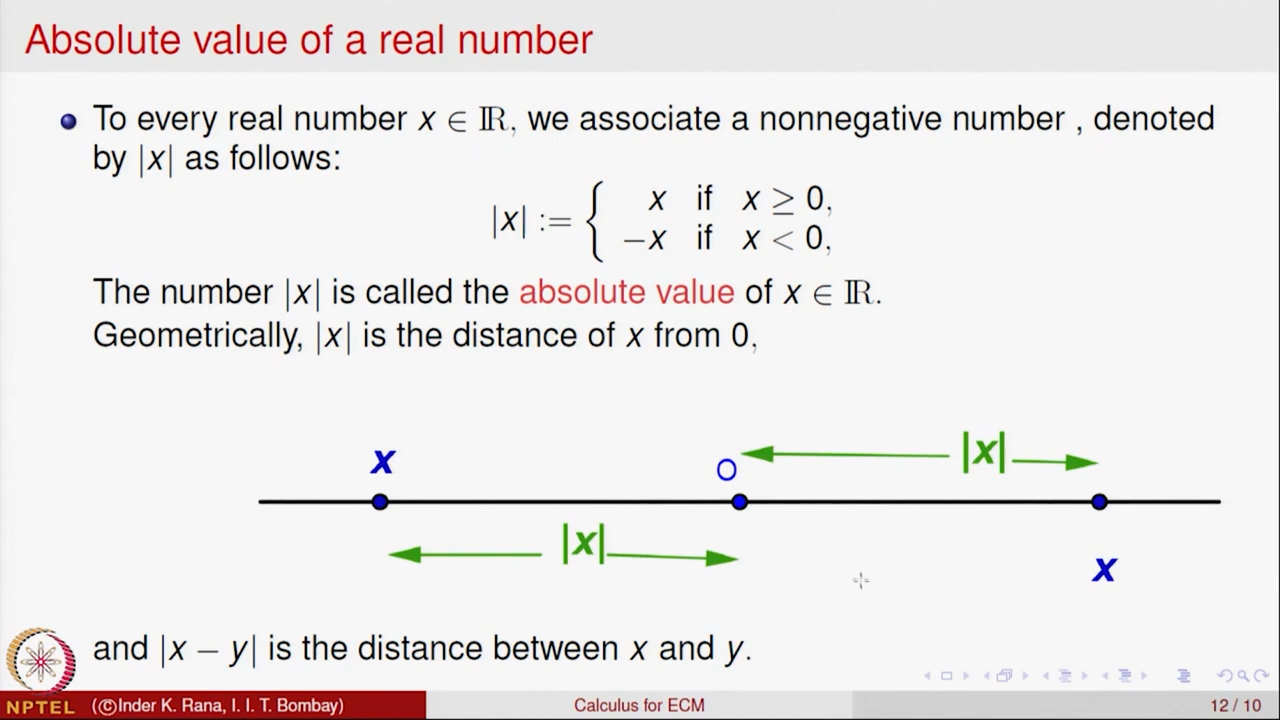 Absolute value of a real number
To every real number x ∈ ℝ, we associate a nonnegative number , denoted
by |x| as follows:
|x| := { x if x ≥ 0,
−x if x < 0,
The number |x| is called the absolute value of x ∈ ℝ.
Geometrically, |x| is the distance of x from 0,
x O |x|
|x| x
and |x − y| is the distance between x and y.
NPTEL (©Inder K. Rana, I. I. T. Bombay) Calculus for ECM 12 / 10